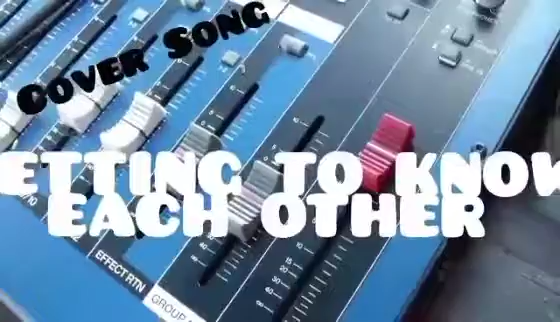 Cover Song
ETTING TO KNOW
EACH OTHER
EFFECT RTN
GROUP